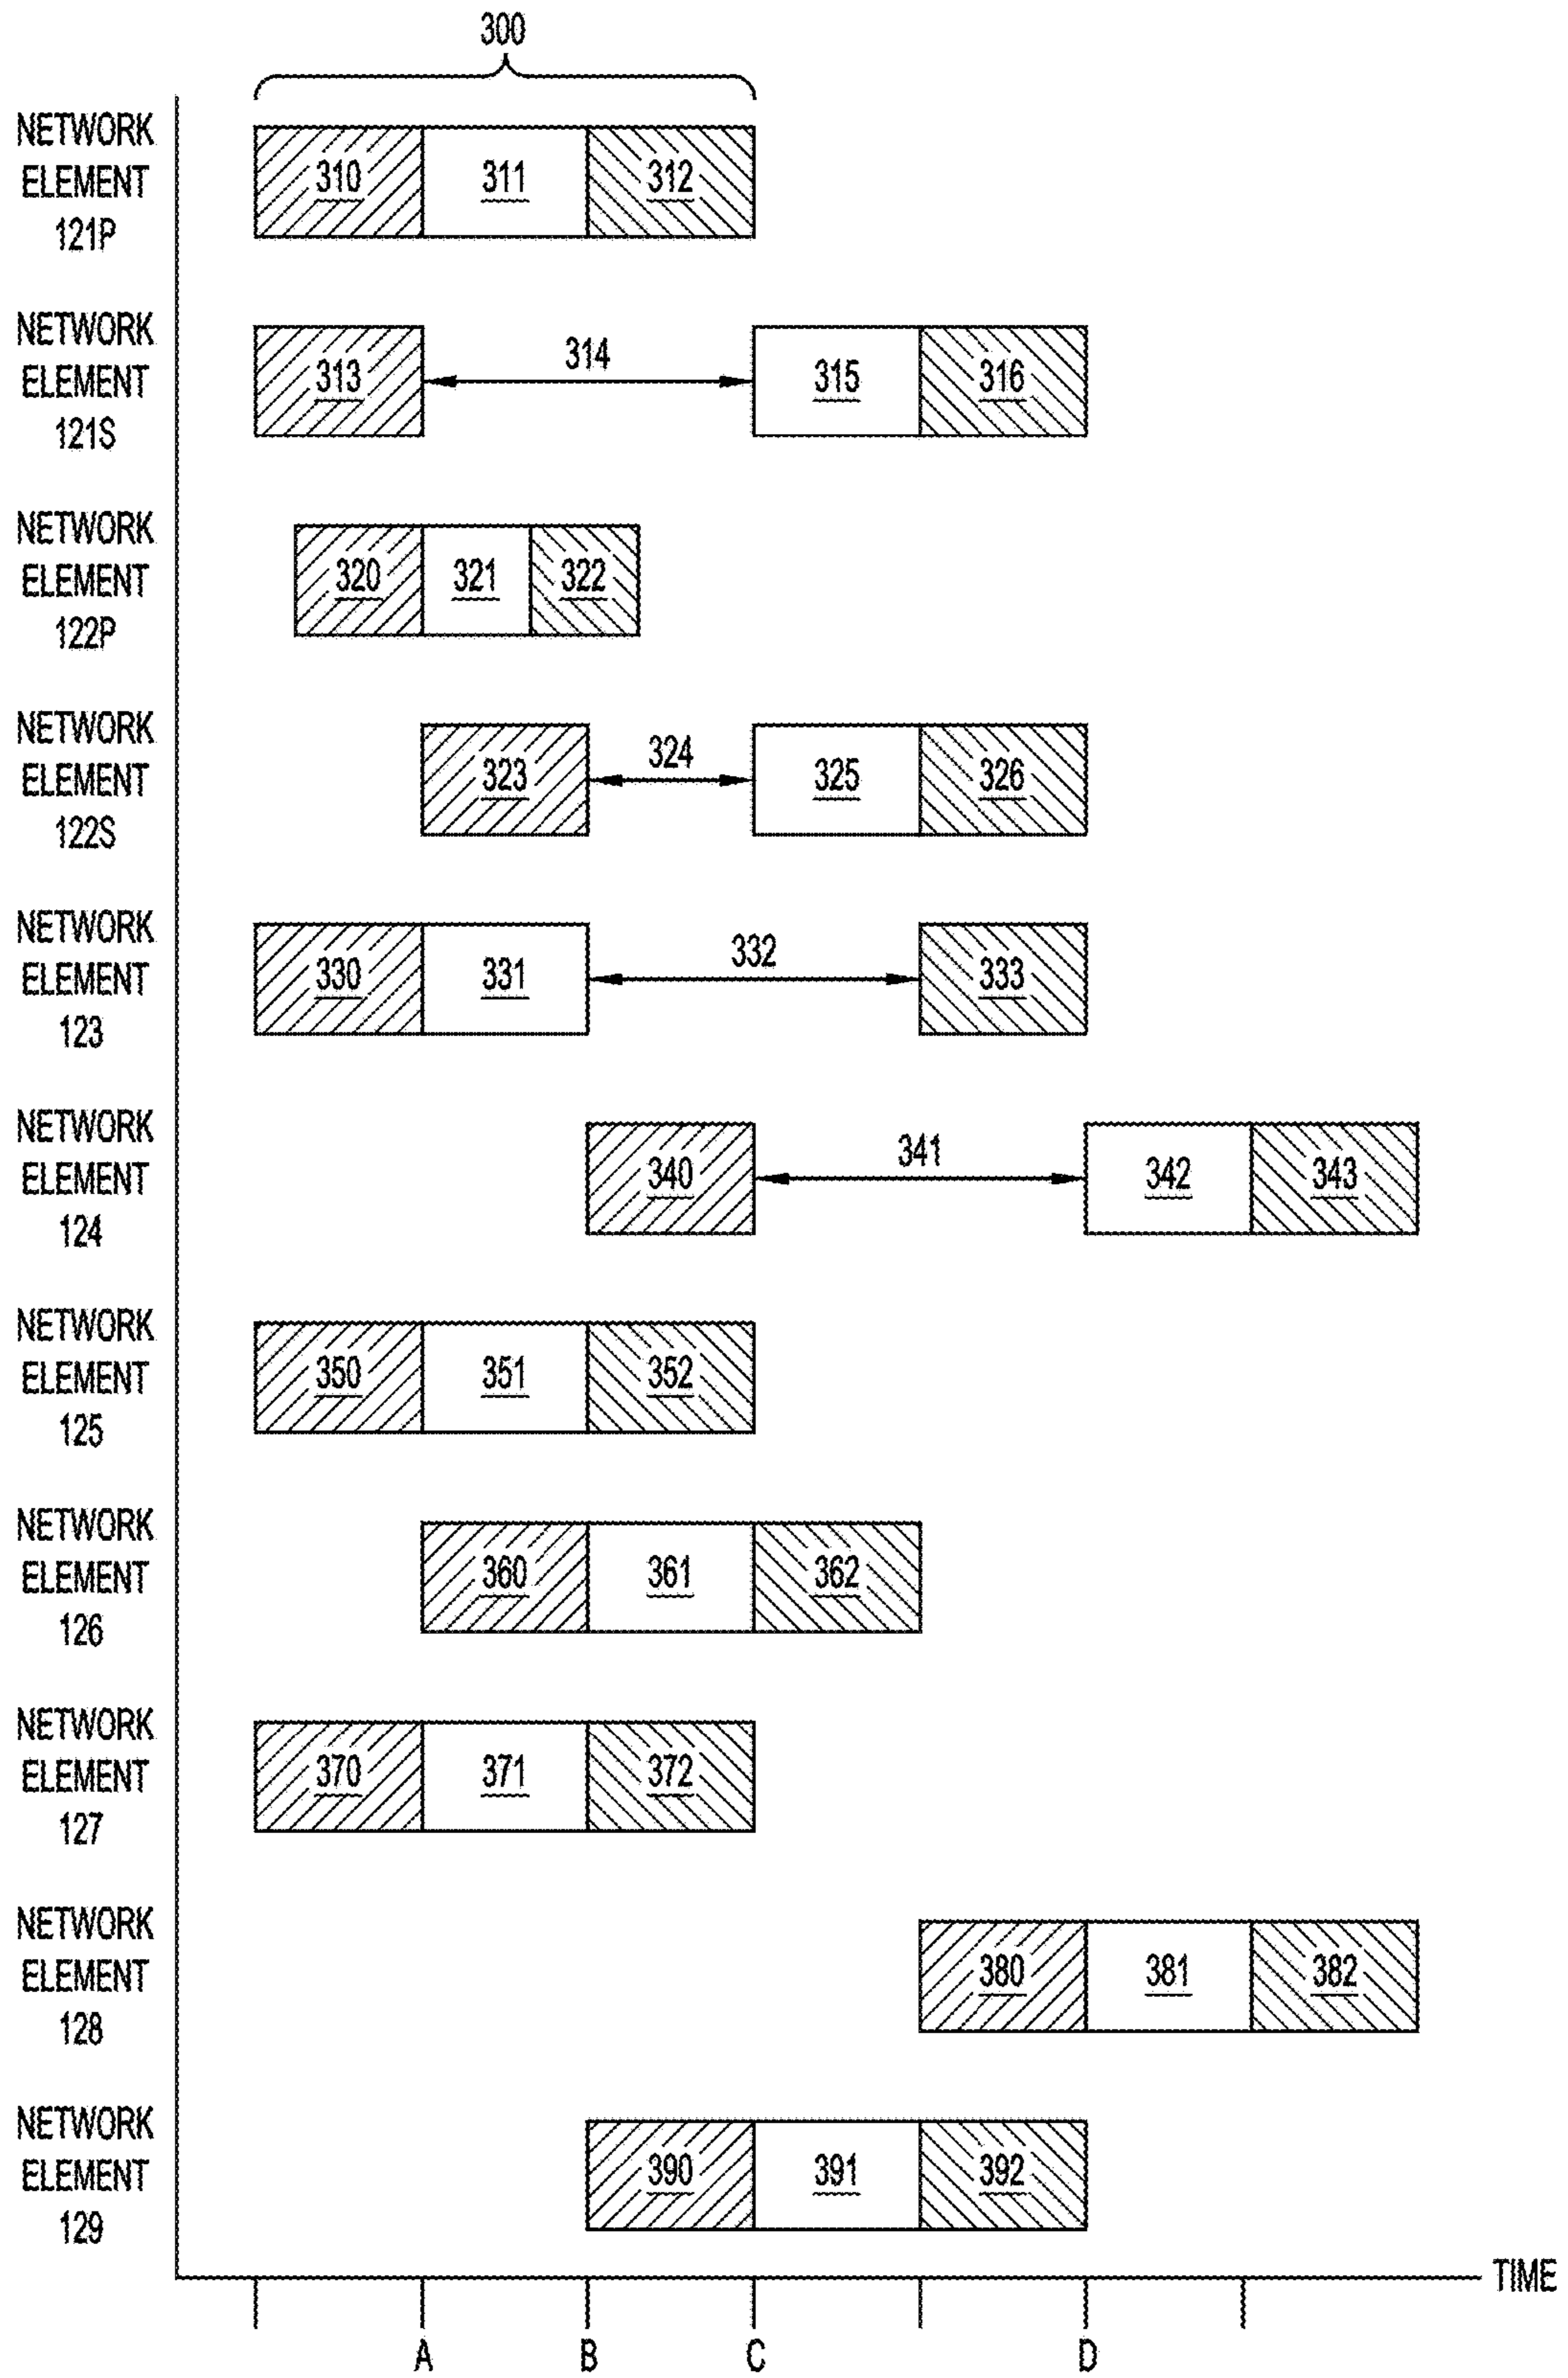 300
NETWORK
ELEMENT
121P
310 311 312
NETWORK
ELEMENT
121S
313 314 315 316
NETWORK
ELEMENT
122P
320 321 322
NETWORK
ELEMENT
122S
323 324 325 326
NETWORK
ELEMENT
123
330 331 332 333
NETWORK
ELEMENT
124
340 341 342 343
NETWORK
ELEMENT
125
350 351 352
NETWORK
ELEMENT
126
360 361 362
NETWORK
ELEMENT
127
370 371 372
NETWORK
ELEMENT
128
380 381 382
NETWORK
ELEMENT
129
390 391 392
TIME
A B C D